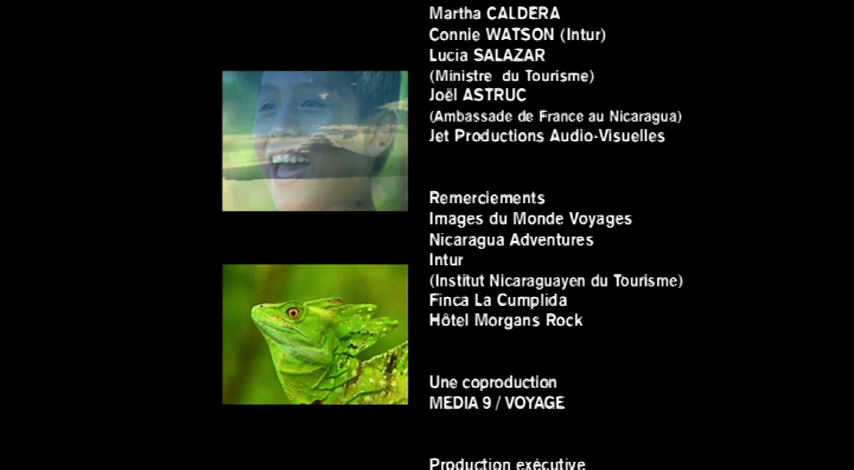 Martha CALDERA
Connie WATSON (Intur)
Lucia SALAZAR
(Ministre du Tourisme)
Joël ASTRUC
(Ambassade de France au Nicaragua)
Jet Productions Audio-Visuelles
Remerciements
Images du Monde Voyages
Nicaragua Adventures
Intur
(Institut Nicaraguayen du Tourisme)
Finca La Cumplida
Hôtel Morgans Rock
Une coproduction
MEDIA 9 / VOYAGE
Production exécutive